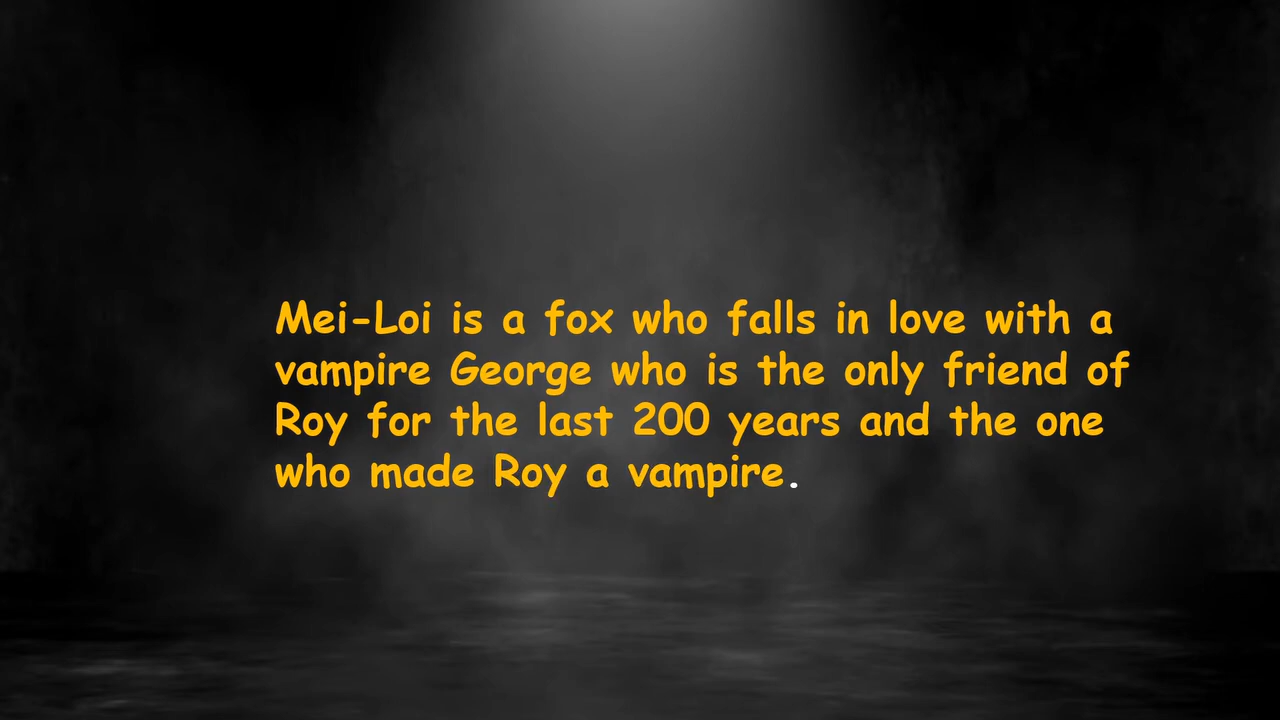 Mei-Loi is a fox who falls in love with a
vampire George who is the only friend of
Roy for the last 200 years and the one
who made Roy a vampire.